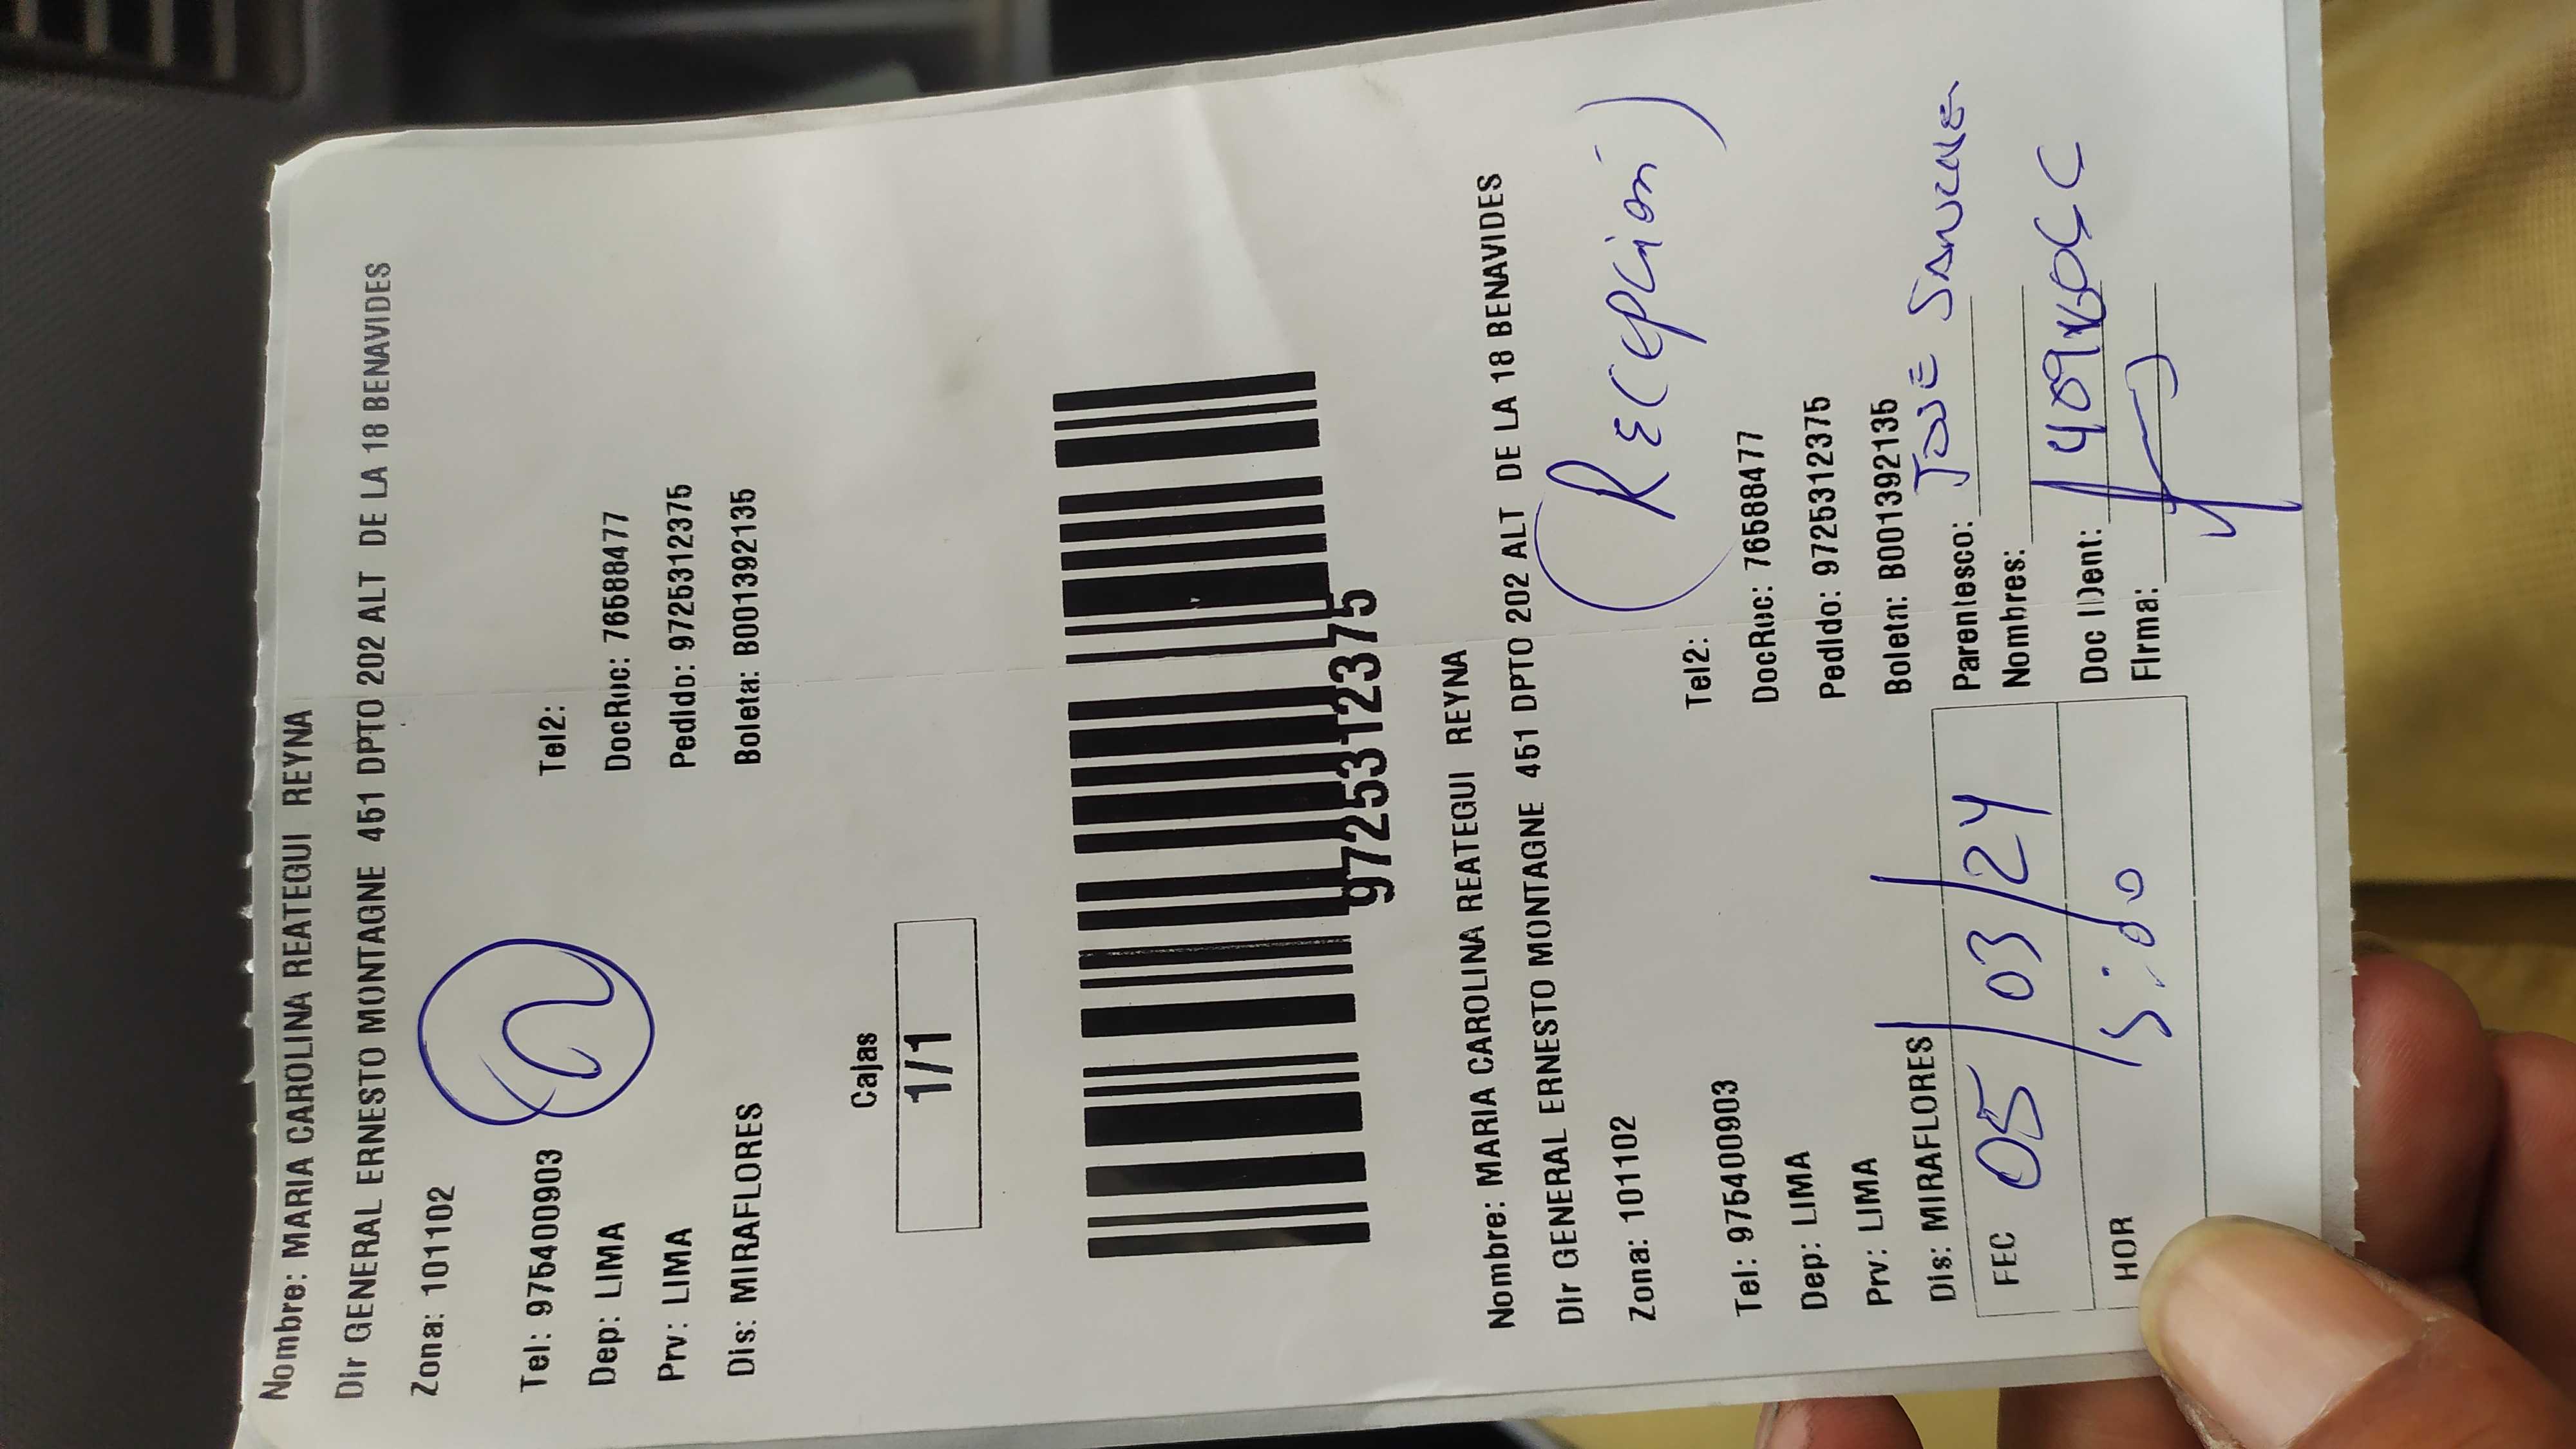 Nombre: MARIA CAROLINA REATEGUI REYNA
Dir GENERAL ERNESTO MONTAGNE 451 DPTO 202 ALT DE LA 18 BENAVIDES
Zona: 101102
Tel: 975400903 Tel2:
Dep: LIMA DocRuc: 76588477
Prv: LIMA Pedido: 9725312375
Dis: MIRAFLORES Boleta: B001392135
Cajas
1/1
9725312375
Nombre: MARIA CAROLINA REATEGUI REYNA
Dir GENERAL ERNESTO MONTAGNE 451 DPTO 202 ALT DE LA 18 BENAVIDES
Zona: 101102
(Recepción)
Tel: 975400903 Tel2:
Dep: LIMA DocRuc: 76588477
Prv: LIMA Pedido: 9725312375
Dis: MIRAFLORES Boleta: B001392135
FEC 05/03/24 Parentesco: JOSE SANCHEZ
Nombres:
HOR Doc IDent:
Firma: